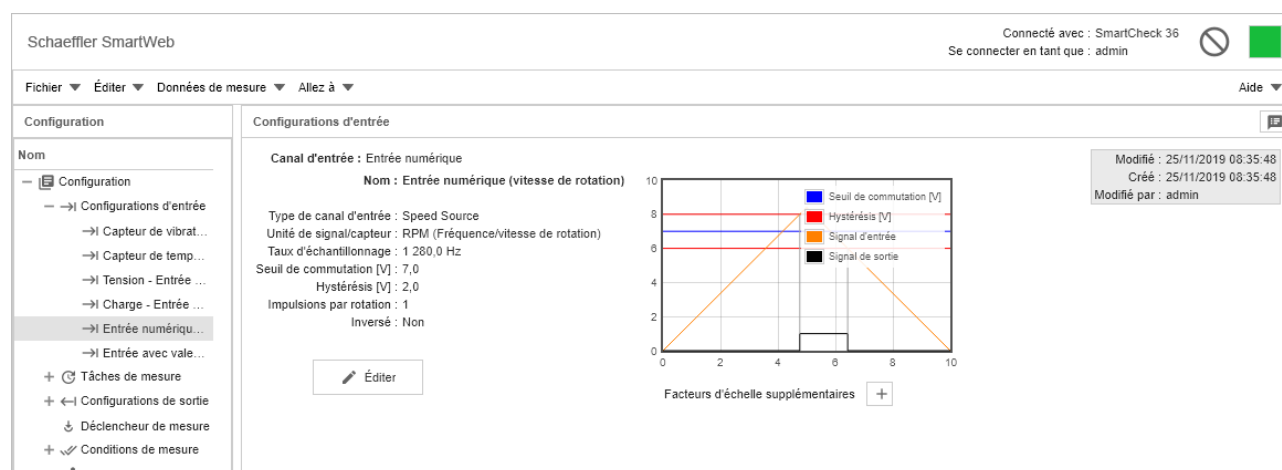 Schaeffler SmartWeb
Connecté avec : SmartCheck 36
Se connecter en tant que : admin
Fichier Éditer Données de mesure Allez à Aide
Configuration
Nom
Configuration
Configurations d'entrée
Capteur de vibrat...
Capteur de temp...
Tension - Entrée ...
Charge - Entrée ...
Entrée numériqu...
Entrée avec vale...
Tâches de mesure
Configurations de sortie
Déclencheur de mesure
Conditions de mesure
Configurations d'entrée
Canal d'entrée : Entrée numérique
Nom : Entrée numérique (vitesse de rotation)
Type de canal d'entrée : Speed Source
Unité de signal/capteur : RPM (Fréquence/vitesse de rotation)
Taux d'échantillonnage : 1 280,0 Hz
Seuil de commutation [V] : 7,0
Hystérésis [V] : 2,0
Impulsions par rotation : 1
Inversé : Non
Éditer
10
8
6
4
2
0
0 2 4 6 8 10
Seuil de commutation [V]
Hystérésis [V]
Signal d'entrée
Signal de sortie
Facteurs d'échelle supplémentaires
Modifié : 25/11/2019 08:35:48
Créé : 25/11/2019 08:35:48
Modifié par : admin